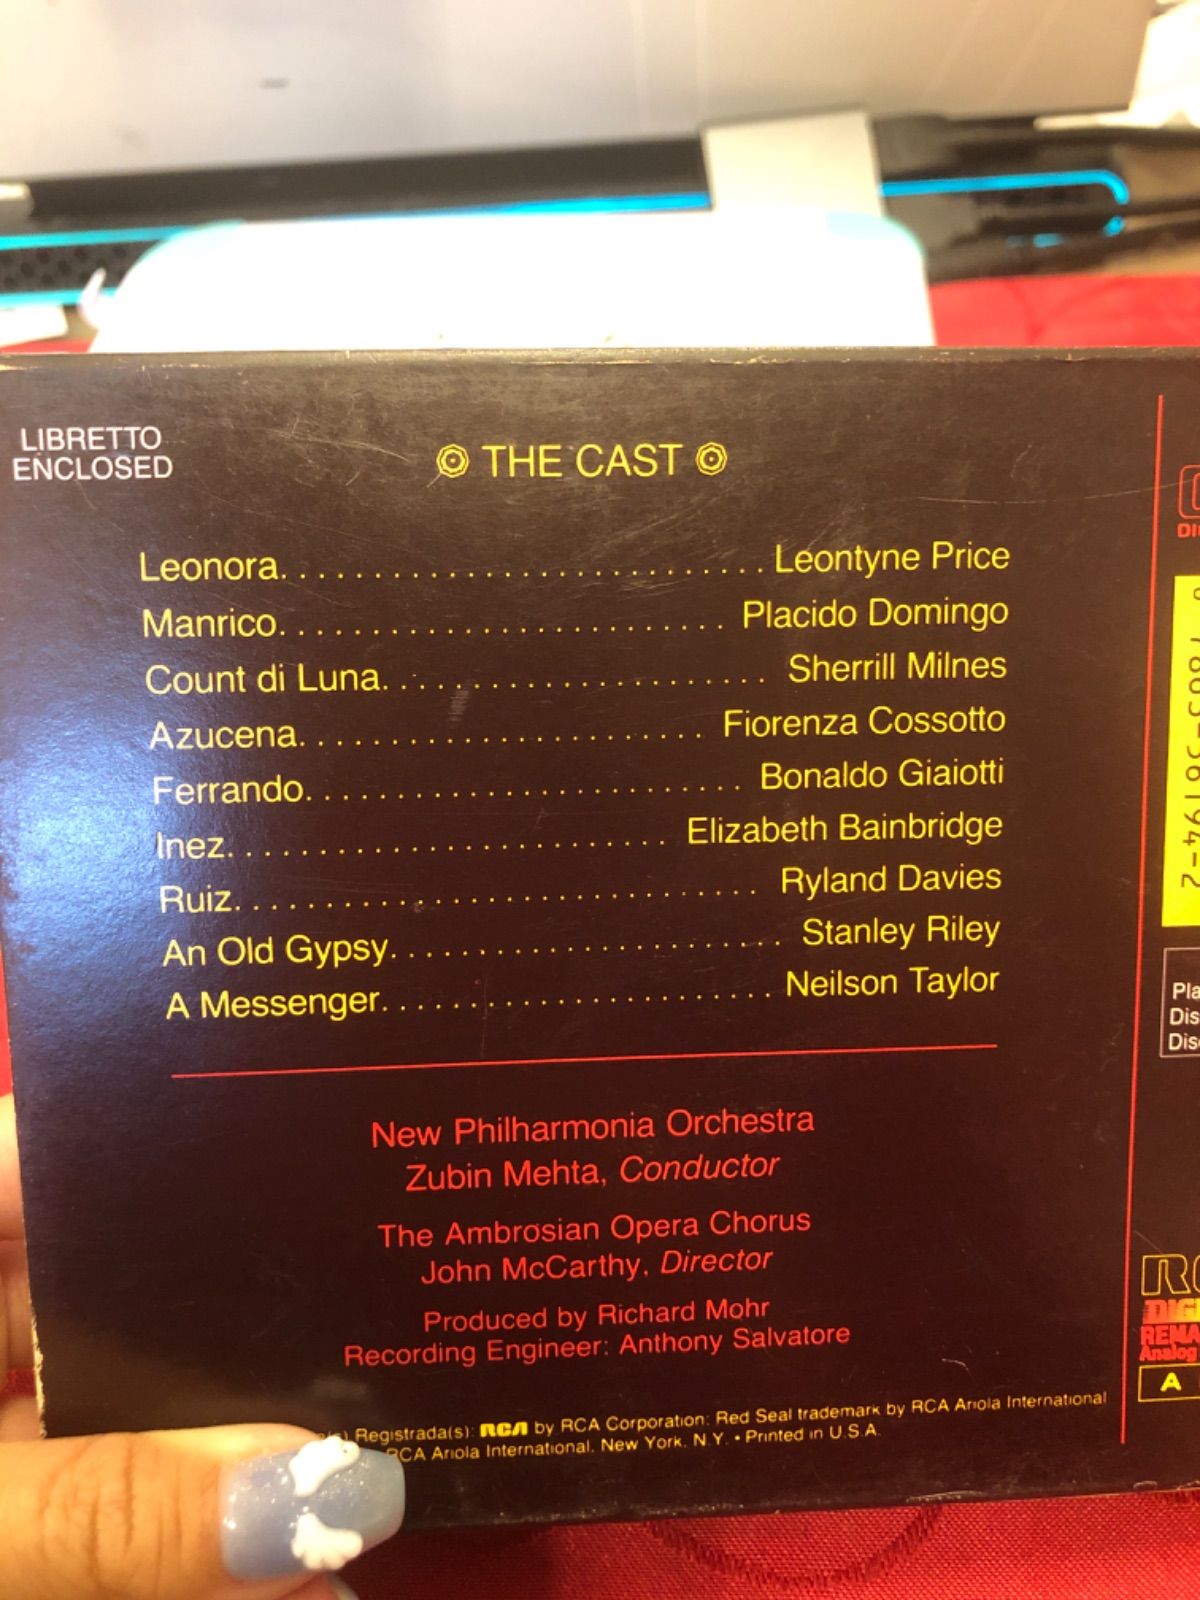 LIBRETTO
ENCLOSED
THE CAST
Leonora. . . . . . . . . . . . . . . . . . . . . . . . . . Leontyne Price
Manrico. . . . . . . . . . . . . . . . . . . . . . . . Placido Domingo
Count di Luna. . . . . . . . . . . . . . . . . . . . . Sherrill Milnes
Azucena. . . . . . . . . . . . . . . . . . . . . . Fiorenza Cossotto
Ferrando. . . . . . . . . . . . . . . . . . . . . . . . Bonaldo Giaiotti
Inez. . . . . . . . . . . . . . . . . . . . . . . . Elizabeth Bainbridge
Ruiz. . . . . . . . . . . . . . . . . . . . . . . . . . . . Ryland Davies
An Old Gypsy. . . . . . . . . . . . . . . . . . . . . Stanley Riley
A Messenger. . . . . . . . . . . . . . . . . . . . . Neilson Taylor
New Philharmonia Orchestra
Zubin Mehta, Conductor
The Ambrosian Opera Chorus
John McCarthy, Director
Produced by Richard Mohr
Recording Engineer: Anthony Salvatore
Registrada(s): RCA by RCA Corporation: Red Seal trademark by RCA Ariola International
RCA Ariola International, New York, N.Y. • Printed in U.S.A.
Analog
A